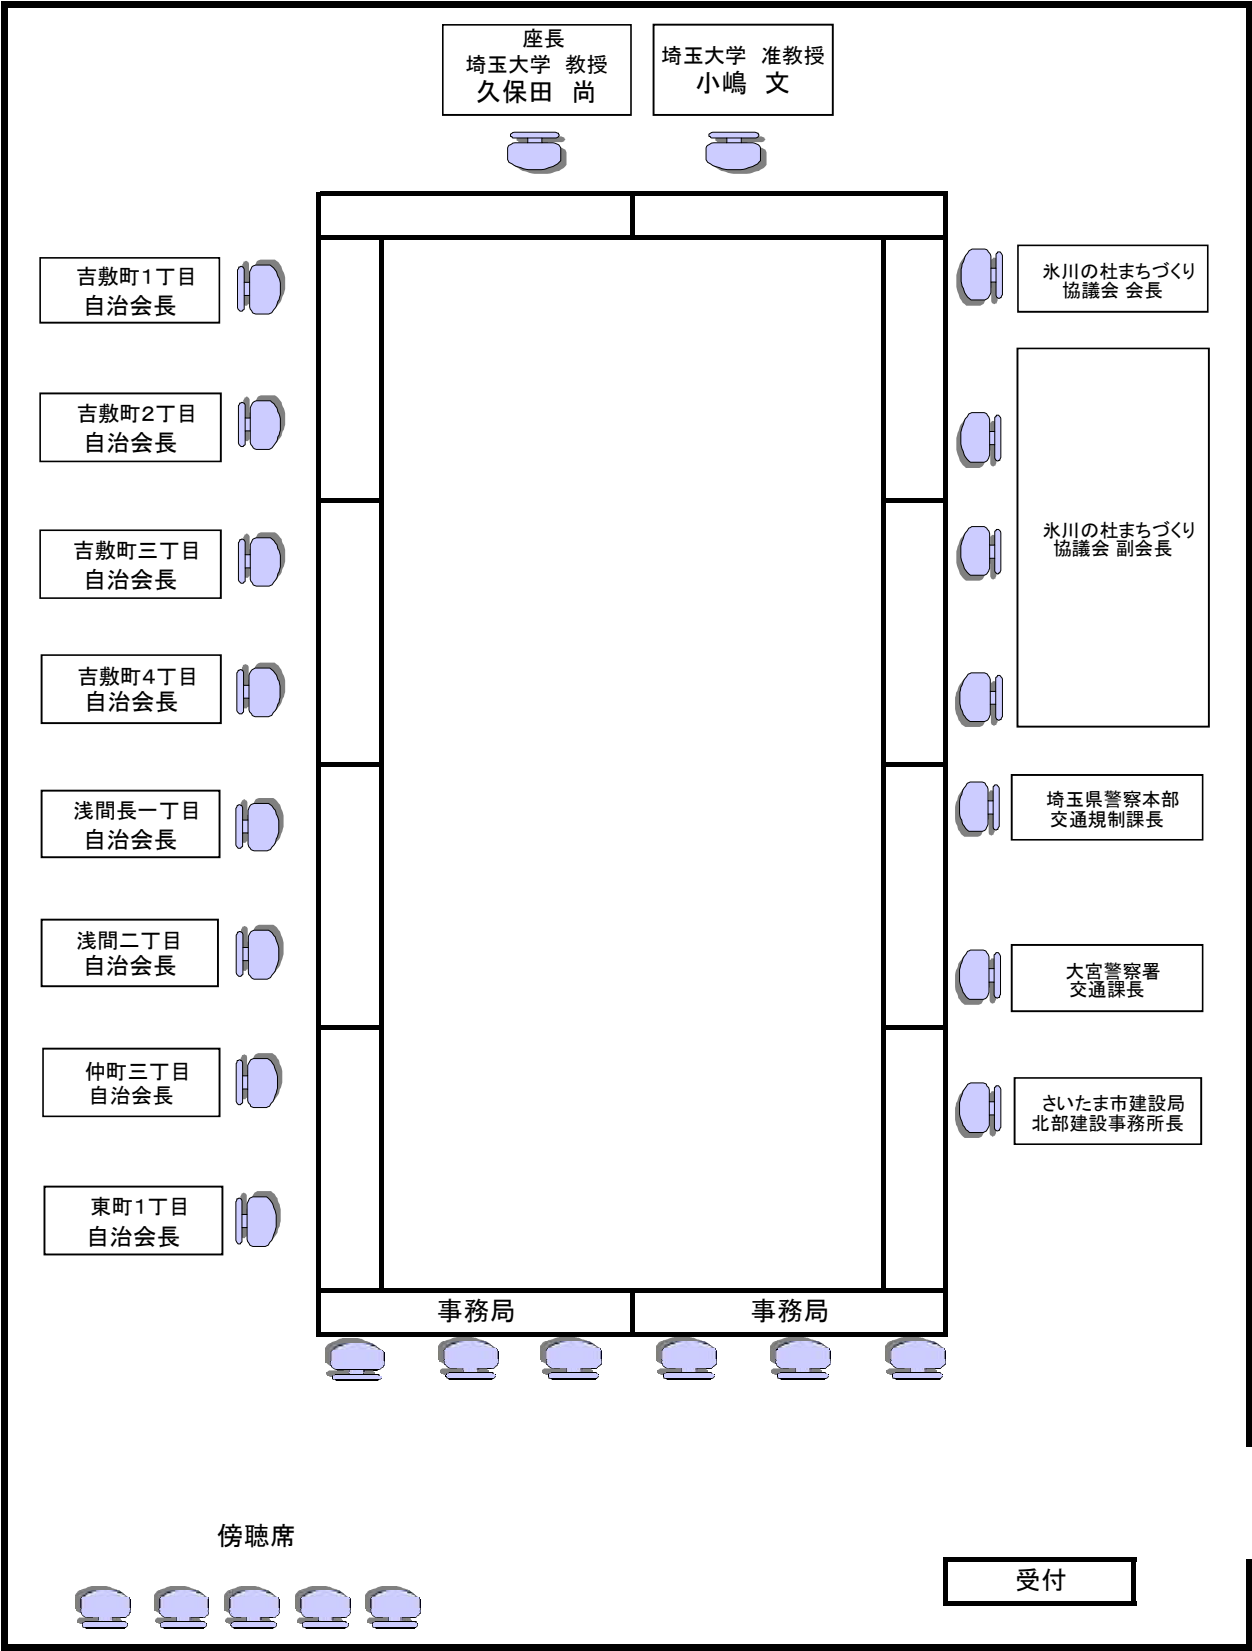 座長
埼玉大学　教授
久保田　尚
埼玉大学　准教授
小嶋　文
吉敷町１丁目
自治会長
吉敷町２丁目
自治会長
吉敷町三丁目
自治会長
吉敷町４丁目
自治会長
浅間長一丁目
自治会長
浅間二丁目
自治会長
仲町三丁目
自治会長
東町１丁目
自治会長
氷川の杜まちづくり
協議会 会長
氷川の杜まちづくり
協議会 副会長
埼玉県警察本部
交通規制課長
大宮警察署
交通課長
さいたま市建設局
北部建設事務所長
事務局
事務局
傍聴席
受付